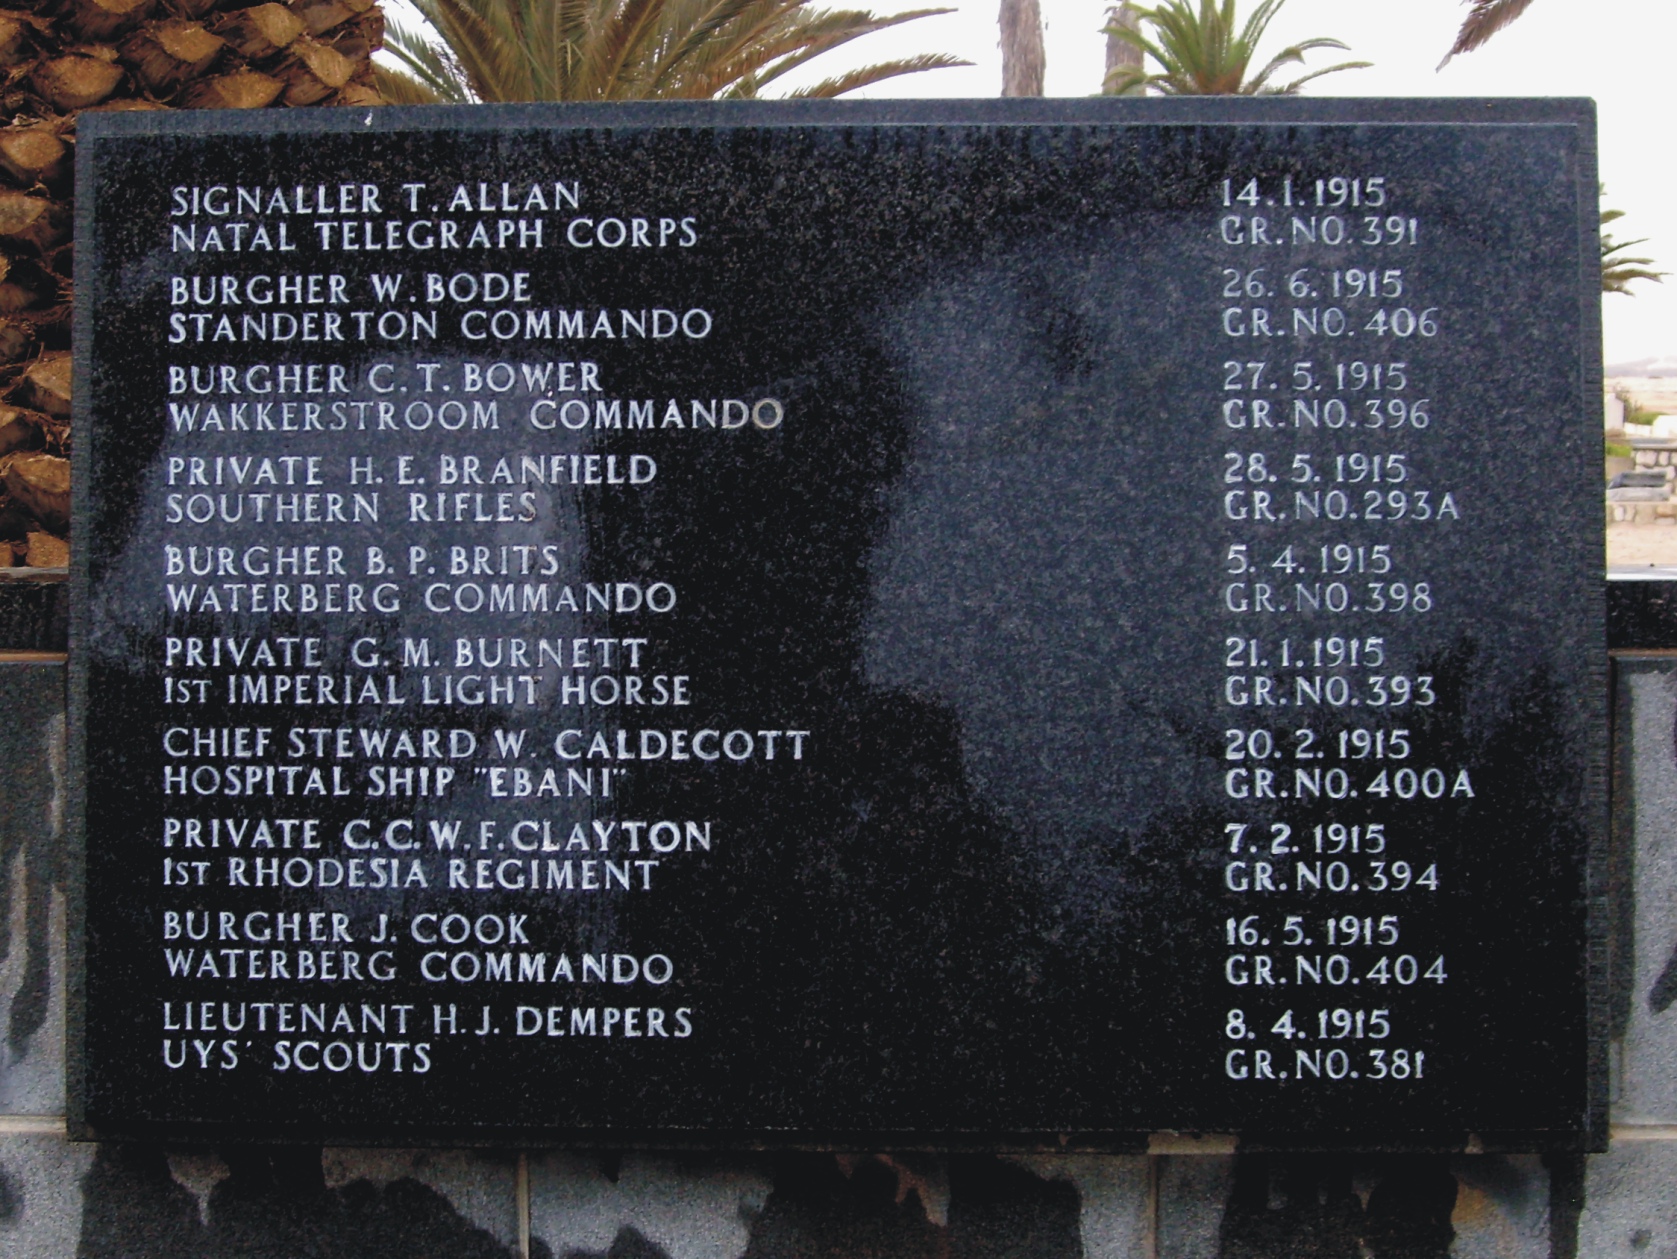 SIGNALLER T. ALLAN 14.1.1915
NATAL TELEGRAPH CORPS GR.NO.391
BURGHER W. BODE 26. 6. 1915
STANDERTON COMMANDO GR.NO.406
BURGHER C. T. BOWER 27. 5. 1915
WAKKERSTROOM COMMANDO GR.NO.396
PRIVATE H. E. BRANFIELD 28. 5. 1915
SOUTHERN RIFLES GR.NO.293A
BURGHER B. P. BRITS 5. 4. 1915
WATERBERG COMMANDO GR.NO.398
PRIVATE G. M. BURNETT 21. 1. 1915
1ST IMPERIAL LIGHT HORSE GR.NO.393
CHIEF STEWARD W. CALDECOTT 20. 2. 1915
HOSPITAL SHIP "EBANI" GR.NO.400A
PRIVATE C.C.W.F. CLAYTON 7. 2. 1915
1ST RHODESIA REGIMENT GR.NO.394
BURGHER J. COOK 16. 5. 1915
WATERBERG COMMANDO GR.NO.404
LIEUTENANT H. J. DEMPERS 8. 4. 1915
UYS' SCOUTS GR.NO.381